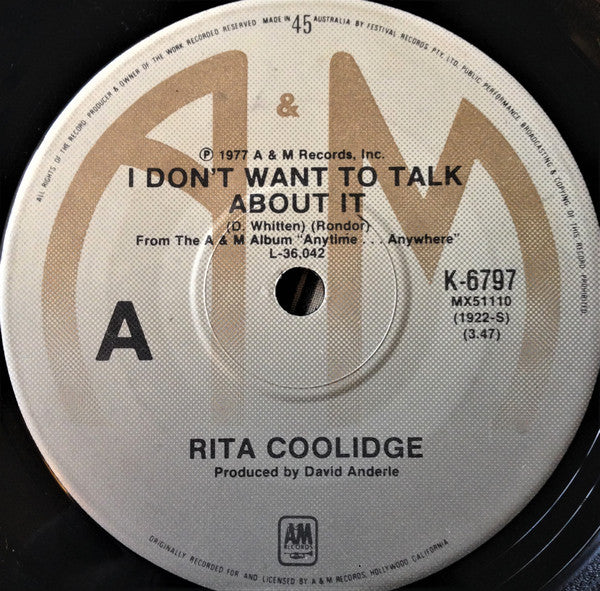 ALL RIGHTS OF THE RECORD PRODUCER & OWNER OF THE WORK RECORDED RESERVED MADE IN 45 AUSTRALIA BY FESTIVAL RECORDS PTY. LTD. PUBLIC PERFORMANCE BROADCASTING & COPYING OF THIS RECORD PROHIBITED.
A & M
Ⓟ 1977 A & M Records, Inc.
I DON'T WANT TO TALK
ABOUT IT
(D. Whitten) (Rondor)
From The A & M Album "Anytime . . . Anywhere"
L-36,042
K-6797
MX51110
(1922-S)
(3.47)
A
RITA COOLIDGE
Produced by David Anderle
AM
RECORDS
ORIGINALLY RECORDED FOR AND LICENSED BY A & M RECORDS, HOLLYWOOD, CALIFORNIA